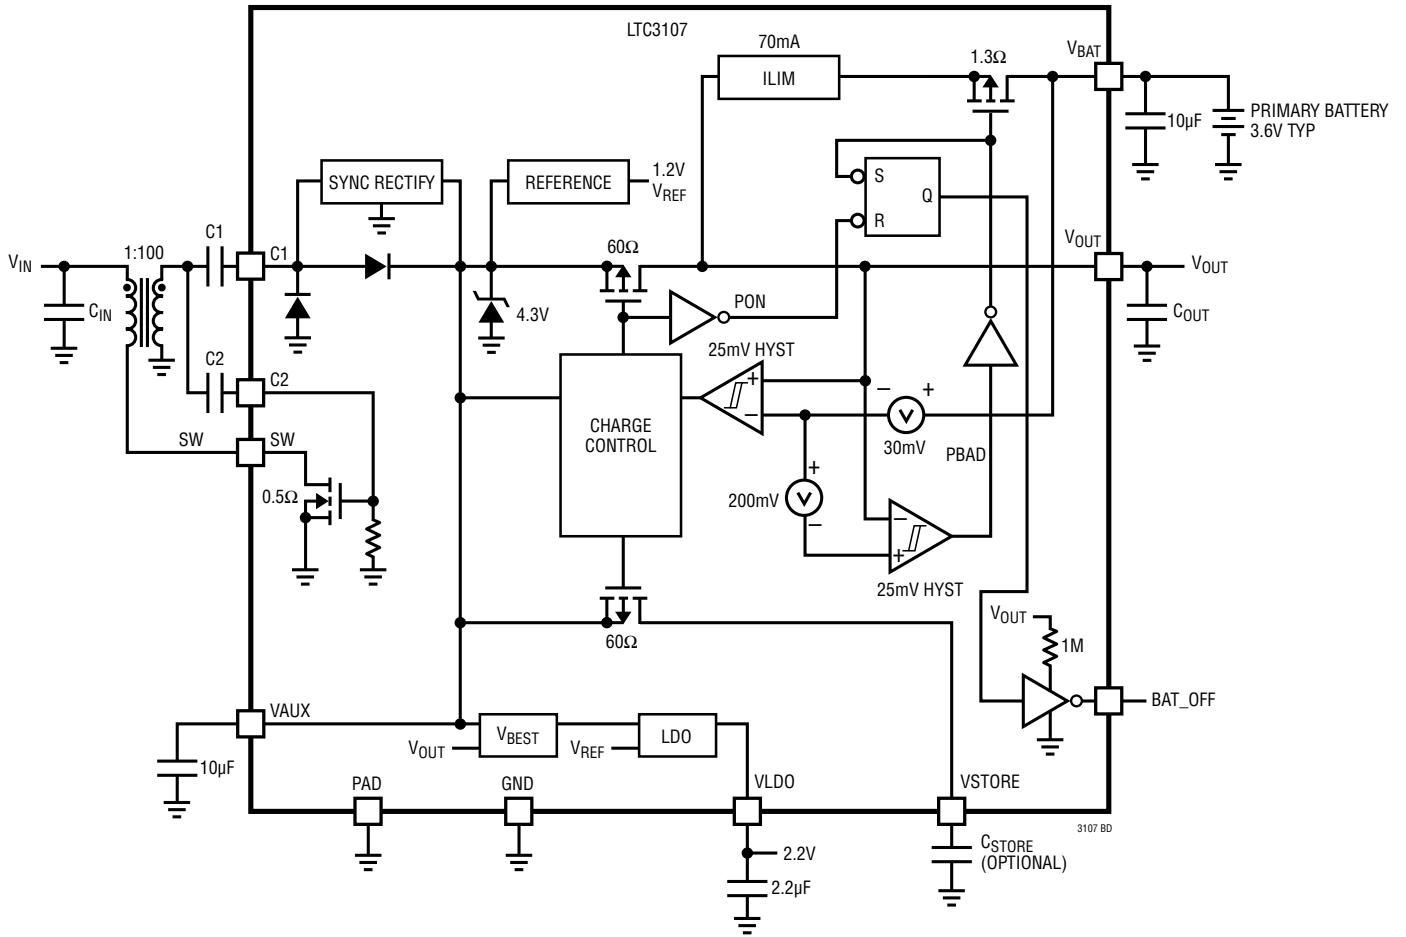 LTC3107
70mA
ILIM
1.3Ω
VBAT
10µF
PRIMARY BATTERY
3.6V TYP
SYNC RECTIFY
REFERENCE
1.2V
VREF
S
R
Q
VIN
1:100
C1
C1
CIN
60Ω
VOUT
VOUT
4.3V
PON
COUT
25mV HYST
C2
C2
+
−
− +
30mV
CHARGE
CONTROL
SW
SW
PBAD
0.5Ω
200mV
+
−
−
+
25mV HYST
60Ω
VOUT
1M
BAT_OFF
VAUX
VOUT
VBEST
VREF
LDO
10µF
PAD
GND
VLDO
VSTORE
3107 BD
2.2V
2.2µF
CSTORE
(OPTIONAL)